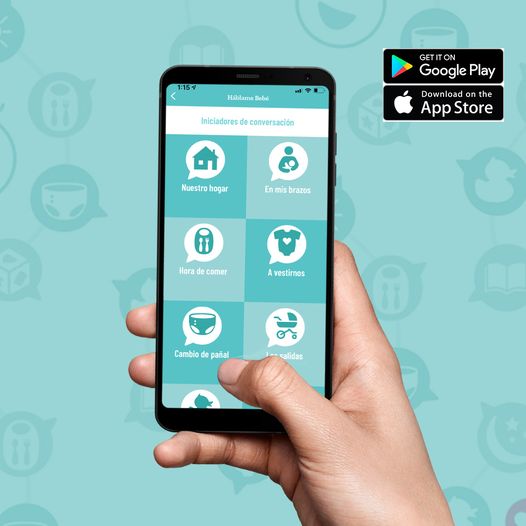 GET IT ON
Google Play
Download on the
App Store
1:15
Háblame Bebé
Iniciadores de conversación
Nuestro hogar
En mis brazos
Hora de comer
A vestirnos
Cambio de pañal
Las salidas